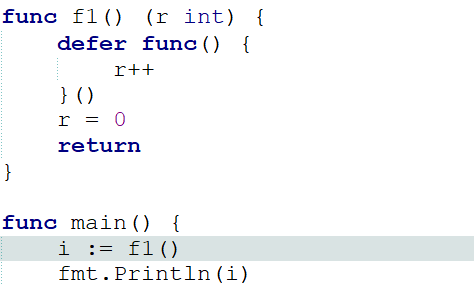 func f1() (r int) {
    defer func() {
        r++
    }()
    r = 0
    return
}

func main() {
    i := f1()
    fmt.Println(i)